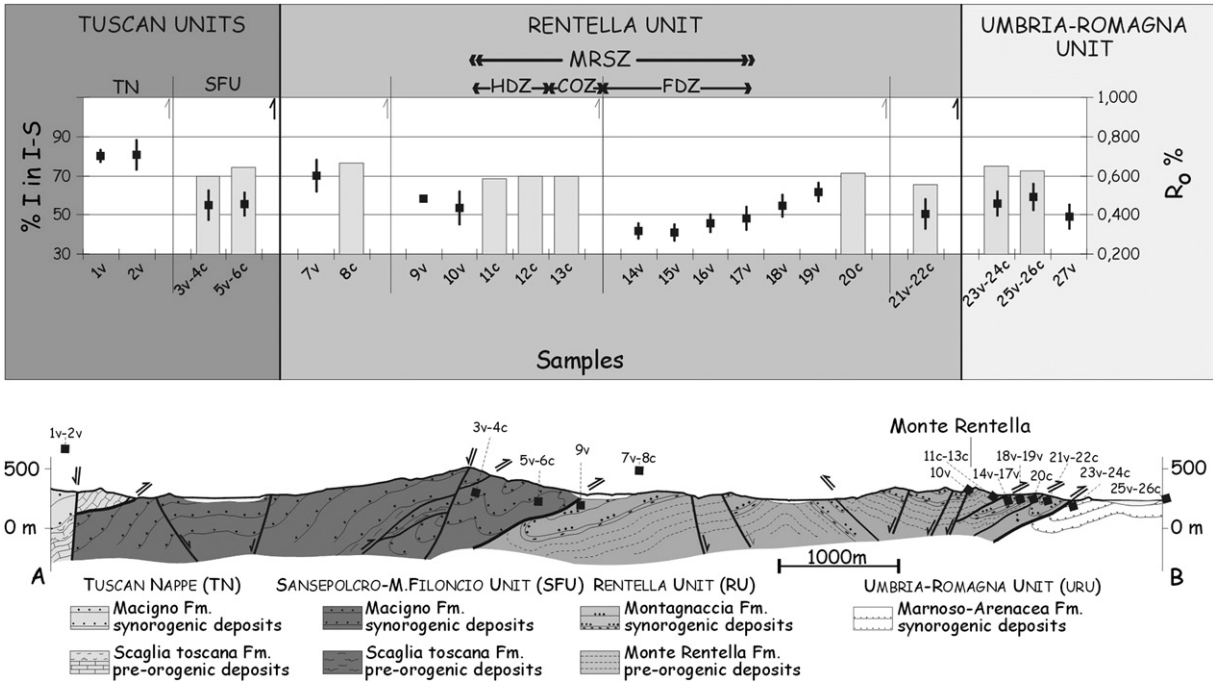 TUSCAN UNITS
RENTELLA UNIT
UMBRIA-ROMAGNA
UNIT
MRSZ
TN
SFU
HDZ
COZ
FDZ
% I in I-S
90
70
50
30
1,000
0,800
0,600
0,400
0,200
Ro %
1v
2v
3v-4c
5v-6c
7v
8c
9v
10v
11c
12c
13c
14v
15v
16v
17v
18v
19v
20c
21v-22c
23v-24c
25v-26c
27v
Samples
Monte Rentella
1v-2v
3v-4c
5v-6c
9v
7v-8c
11c-13c
10v
14v-17v
18v-19v
20c
21v-22c
23v-24c
25v-26c
500
0 m
A
500
0 m
B
1000m
TUSCAN NAPPE (TN)
Macigno Fm.
synorogenic deposits
Scaglia toscana Fm.
pre-orogenic deposits
SANSEPOLCRO-M.FILONCIO UNIT (SFU)
Macigno Fm.
synorogenic deposits
Scaglia toscana Fm.
pre-orogenic deposits
RENTELLA UNIT (RU)
Montagnaccia Fm.
synorogenic deposits
Monte Rentella Fm.
pre-orogenic deposits
UMBRIA-ROMAGNA UNIT (URU)
Marnoso-Arenacea Fm.
synorogenic deposits